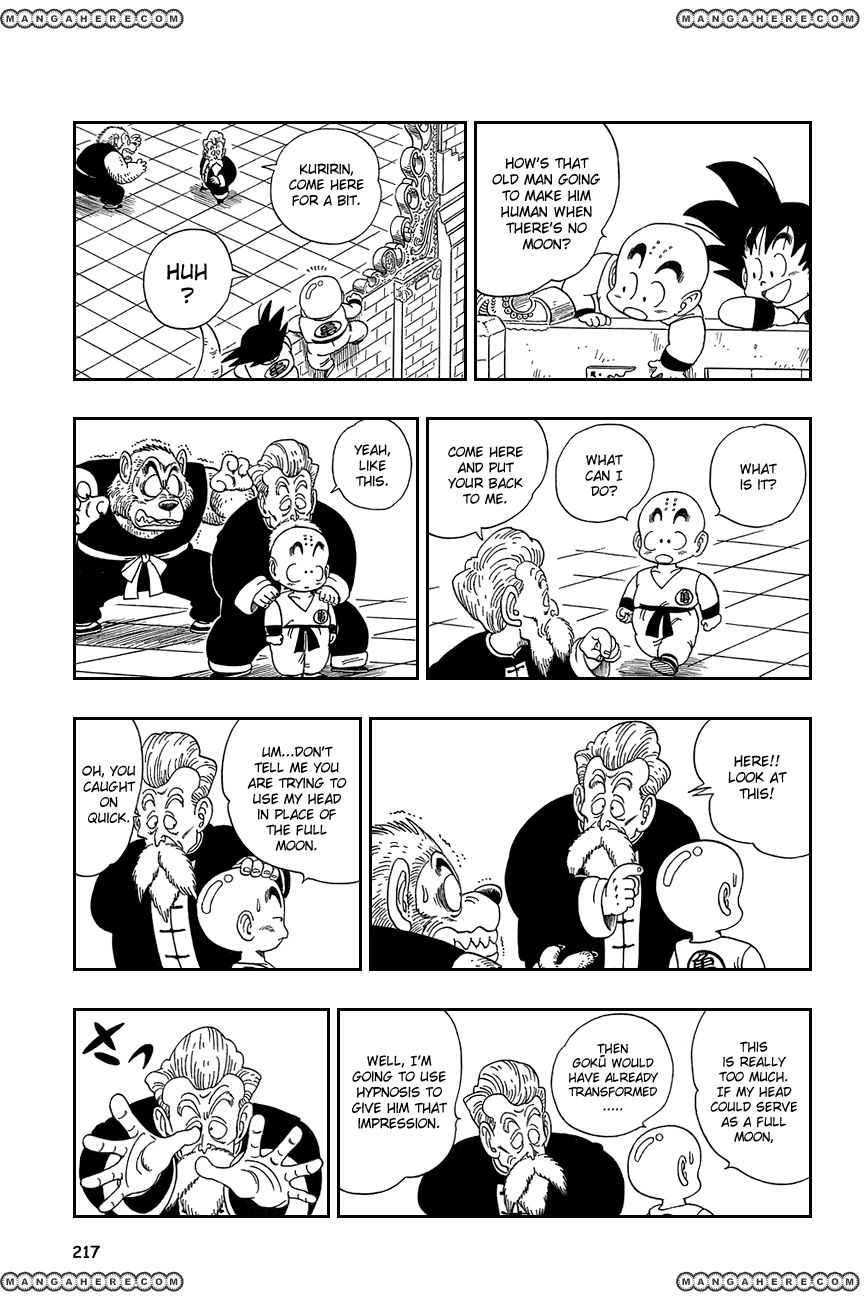 MANGAHERE.COM
MANGAHERE.COM
HOW'S THAT
OLD MAN GOING
TO MAKE HIM
HUMAN WHEN
THERE'S NO
MOON?
KURIRIN,
COME HERE
FOR A BIT.
HUH
?
WHAT
IS IT?
WHAT
CAN I
DO?
COME HERE
AND PUT
YOUR BACK
TO ME.
YEAH,
LIKE
THIS.
HERE!!
LOOK AT
THIS!
UM...DON'T
TELL ME YOU
ARE TRYING TO
USE MY HEAD
IN PLACE OF
THE FULL
MOON.
OH, YOU
CAUGHT
ON
QUICK.
THIS
IS REALLY
TOO MUCH.
IF MY HEAD
COULD SERVE
AS A FULL
MOON,
THEN
GOKŪ WOULD
HAVE ALREADY
TRANSFORMED
.....
WELL, I'M
GOING TO USE
HYPNOSIS TO
GIVE HIM THAT
IMPRESSION.
217
MANGAHERE.COM
MANGAHERE.COM